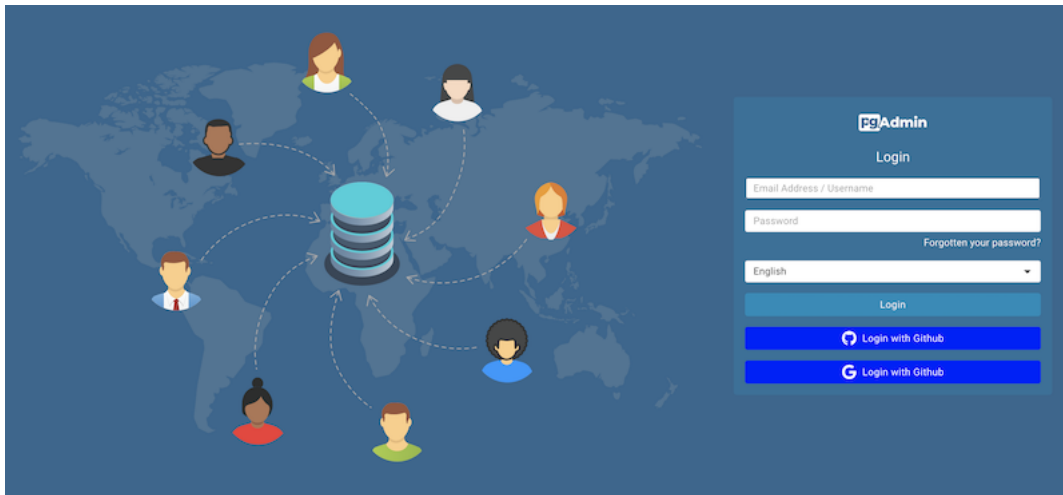 pgAdmin
Login
Email Address / Username
Password
Forgotten your password?
English
Login
Login with Github
Login with Github